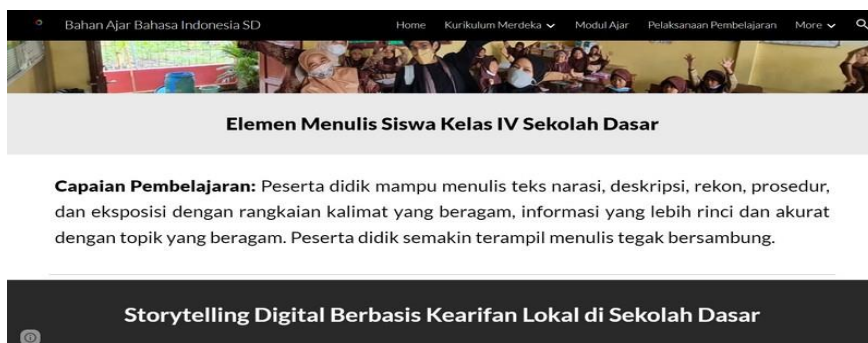 Bahan Ajar Bahasa Indonesia SD
Home Kurikulum Merdeka Modul Ajar Pelaksanaan Pembelajaran More
Elemen Menulis Siswa Kelas IV Sekolah Dasar
Capaian Pembelajaran: Peserta didik mampu menulis teks narasi, deskripsi, rekon, prosedur,
dan eksposisi dengan rangkaian kalimat yang beragam, informasi yang lebih rinci dan akurat
dengan topik yang beragam. Peserta didik semakin terampil menulis tegak bersambung.
Storytelling Digital Berbasis Kearifan Lokal di Sekolah Dasar